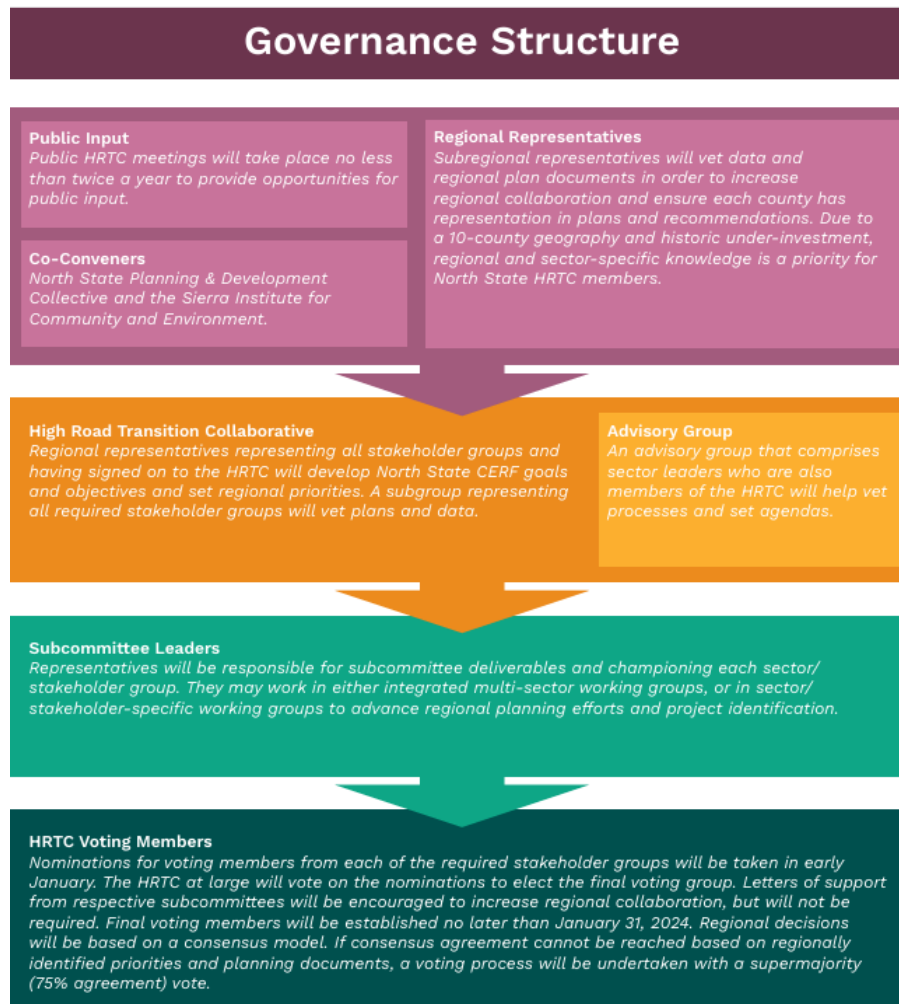 Governance Structure
Public Input
Public HRTC meetings will take place no less
than twice a year to provide opportunities for
public input.
Co-Conveners
North State Planning & Development
Collective and the Sierra Institute for
Community and Environment.
Regional Representatives
Subregional representatives will vet data and
regional plan documents in order to increase
regional collaboration and ensure each county has
representation in plans and recommendations. Due to
a 10-county geography and historic under-investment,
regional and sector-specific knowledge is a priority for
North State HRTC members.
High Road Transition Collaborative
Regional representatives representing all stakeholder groups and
having signed on to the HRTC will develop North State CERF goals
and objectives and set regional priorities. A subgroup representing
all required stakeholder groups will vet plans and data.
Advisory Group
An advisory group that comprises
sector leaders who are also
members of the HRTC will help vet
processes and set agendas.
Subcommittee Leaders
Representatives will be responsible for subcommittee deliverables and championing each sector/
stakeholder group. They may work in either integrated multi-sector working groups, or in sector/
stakeholder-specific working groups to advance regional planning efforts and project identification.
HRTC Voting Members
Nominations for voting members from each of the required stakeholder groups will be taken in early
January. The HRTC at large will vote on the nominations to elect the final voting group. Letters of support
from respective subcommittees will be encouraged to increase regional collaboration, but will not be
required. Final voting members will be established no later than January 31, 2024. Regional decisions
will be based on a consensus model. If consensus agreement cannot be reached based on regionally
identified priorities and planning documents, a voting process will be undertaken with a supermajority
(75% agreement) vote.